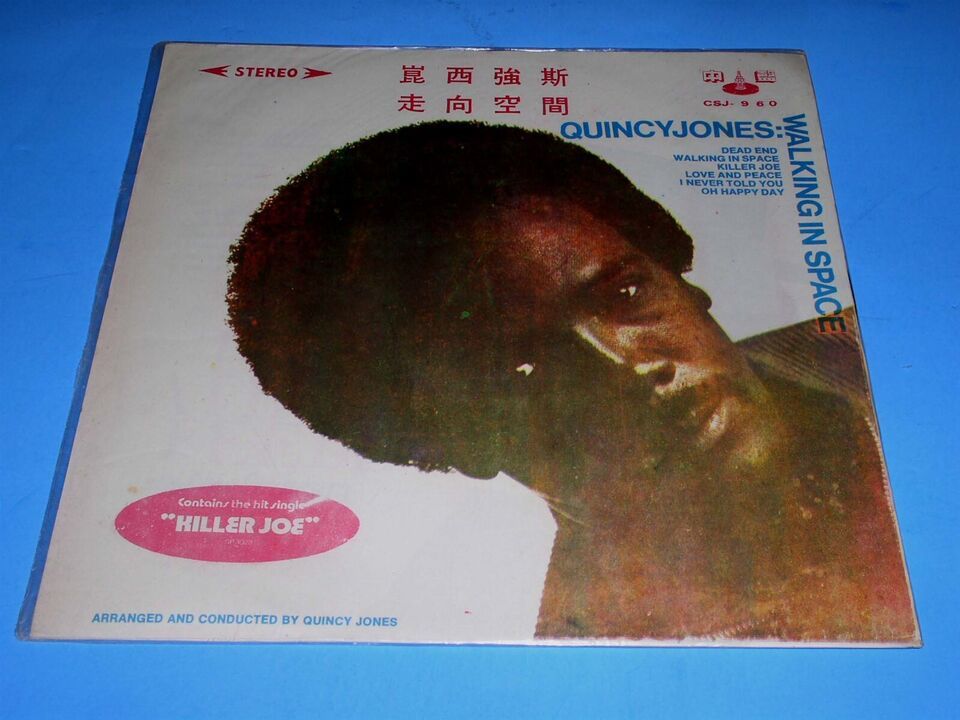 STEREO
崑西強斯
走向空間
CSJ-960
QUINCY JONES:
WALKING IN SPACE
DEAD END
WALKING IN SPACE
KILLER JOE
LOVE AND PEACE
I NEVER TOLD YOU
OH HAPPY DAY
Contains the hit single
"KILLER JOE"
ARRANGED AND CONDUCTED BY QUINCY JONES